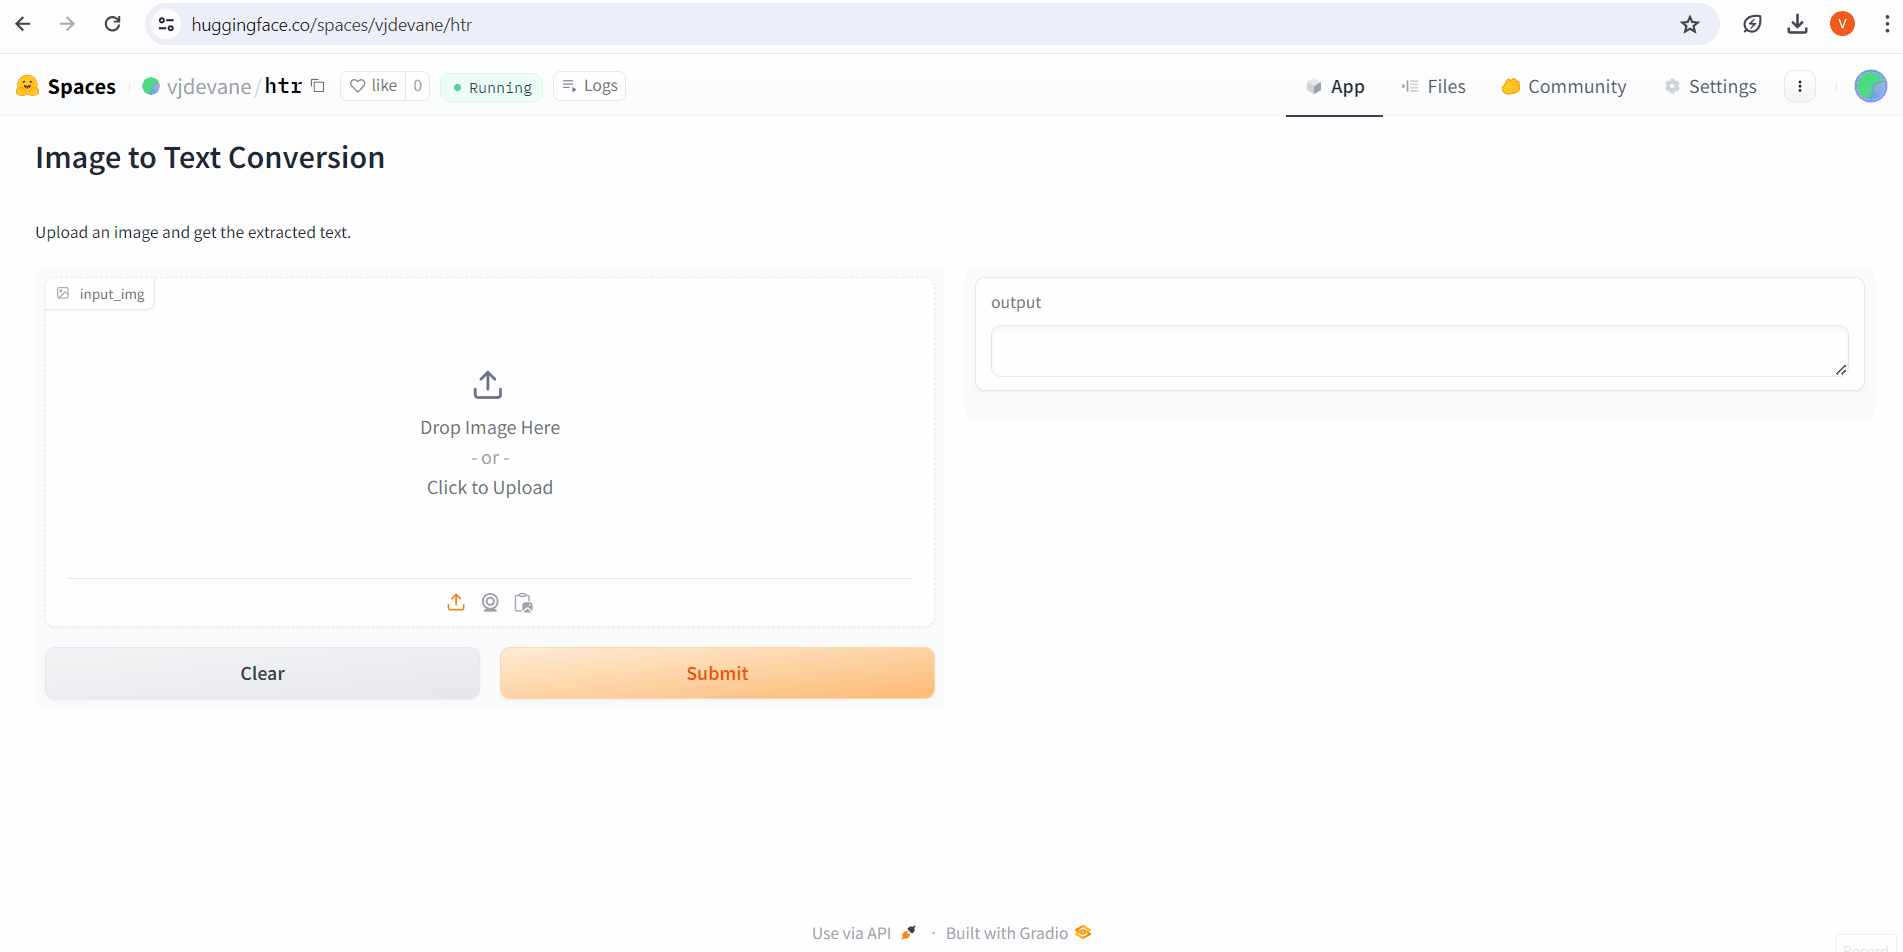 huggingface.co/spaces/vjdevane/htr
V
Spaces
vjdevane/htr
like 0
Running
Logs
App
Files
Community
Settings
Image to Text Conversion
Upload an image and get the extracted text.
input_img
Drop Image Here
- or -
Click to Upload
Clear
Submit
output
Use via API
·
Built with Gradio
Record